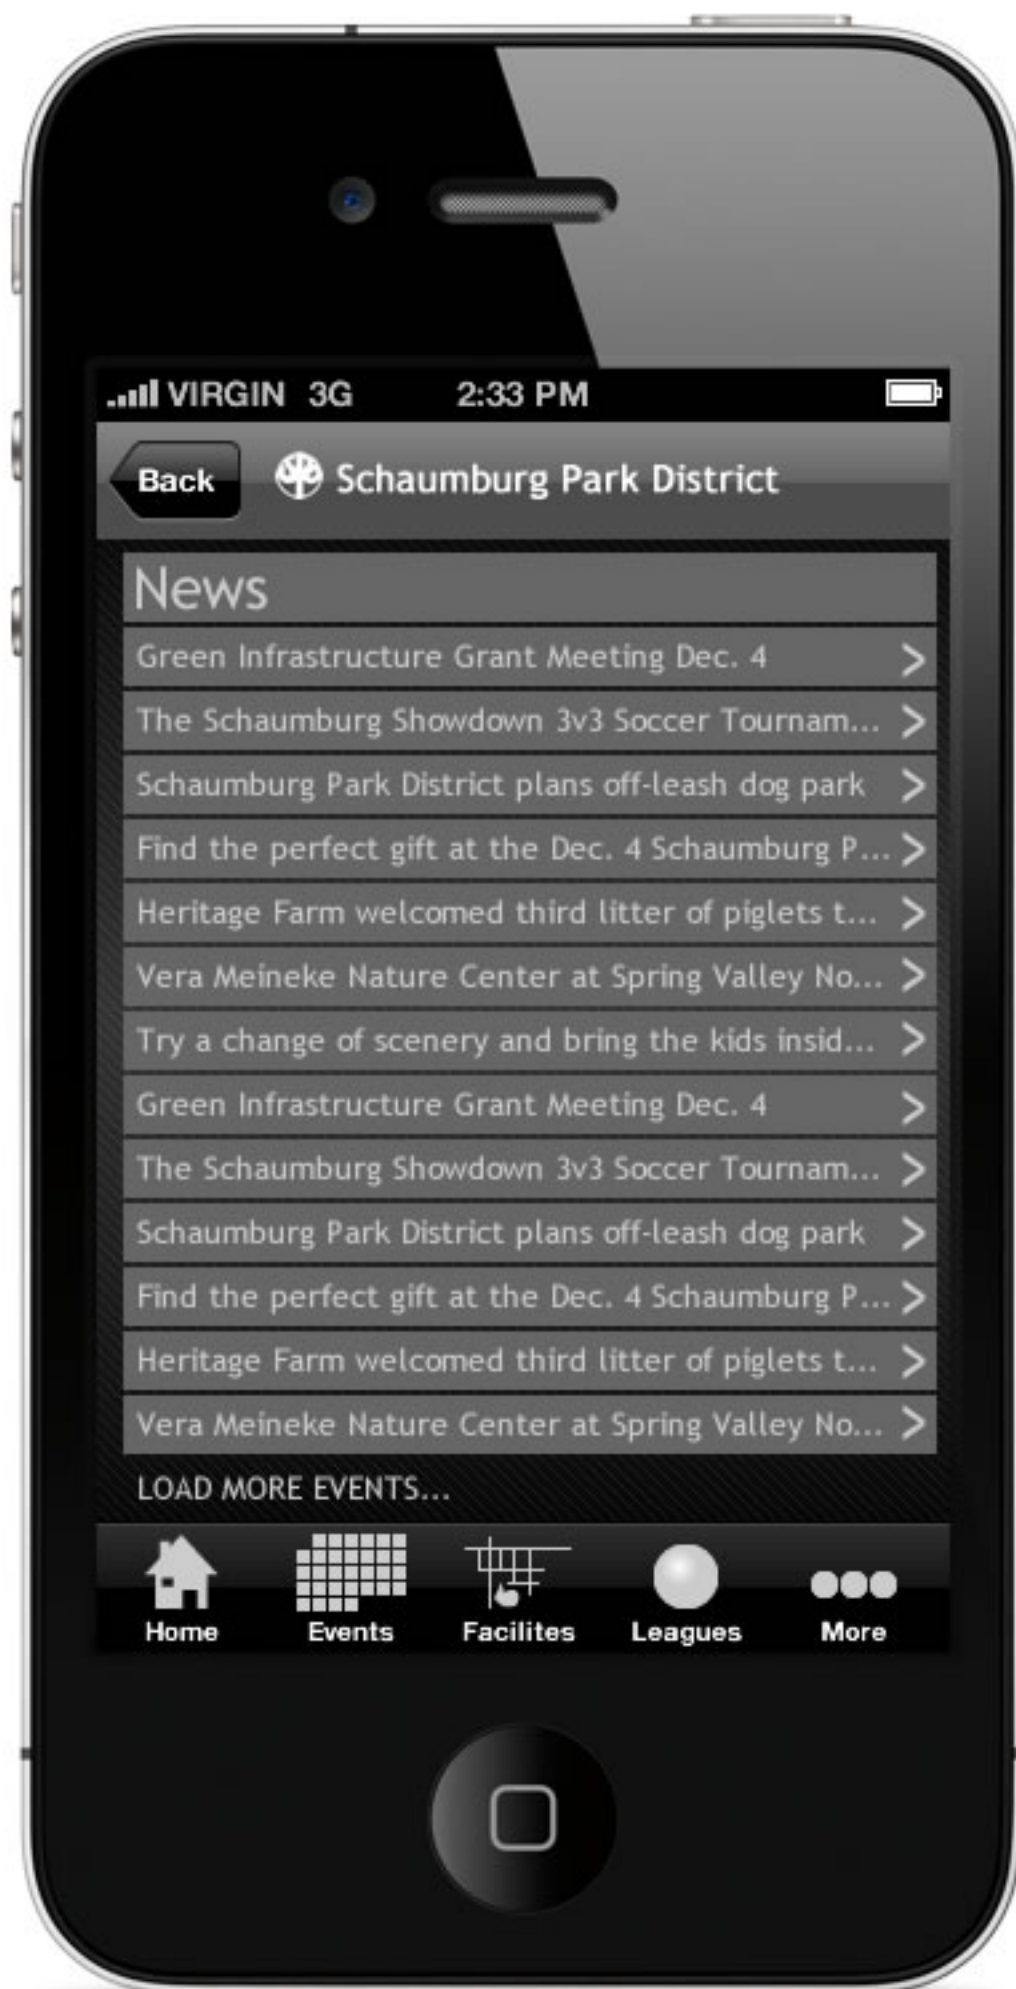 VIRGIN 3G 2:33 PM
Back Schaumburg Park District
News
Green Infrastructure Grant Meeting Dec. 4
The Schaumburg Showdown 3v3 Soccer Tournam...
Schaumburg Park District plans off-leash dog park
Find the perfect gift at the Dec. 4 Schaumburg P...
Heritage Farm welcomed third litter of piglets t...
Vera Meineke Nature Center at Spring Valley No...
Try a change of scenery and bring the kids insid...
Green Infrastructure Grant Meeting Dec. 4
The Schaumburg Showdown 3v3 Soccer Tournam...
Schaumburg Park District plans off-leash dog park
Find the perfect gift at the Dec. 4 Schaumburg P...
Heritage Farm welcomed third litter of piglets t...
Vera Meineke Nature Center at Spring Valley No...
LOAD MORE EVENTS...
Home Events Facilites Leagues More